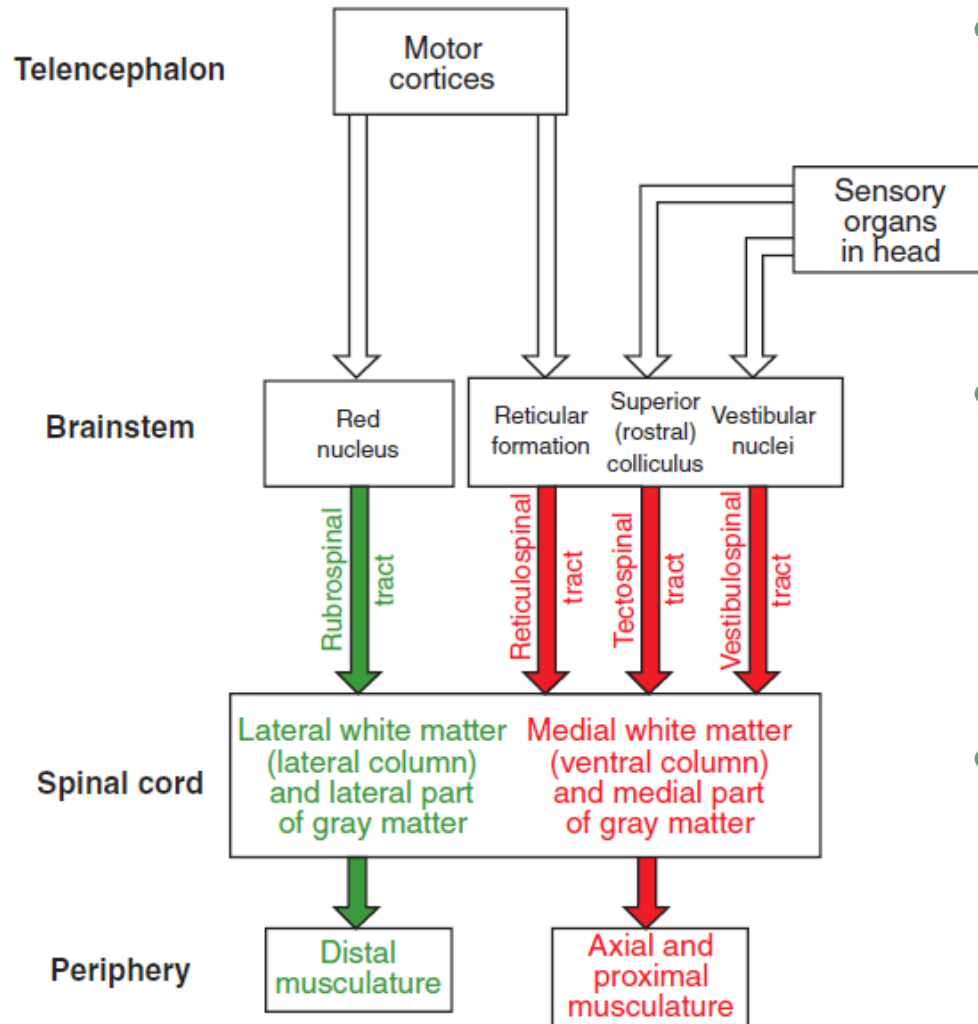 Telencephalon
Motor
cortices
Sensory
organs
in head
Brainstem
Red
nucleus
Reticular
formation
Superior
(rostral)
colliculus
Vestibular
nuclei
Rubrospinal
tract
Reticulospinal
tract
Tectospinal
tract
Vestibulospinal
tract
Spinal cord
Lateral white matter
(lateral column)
and lateral part
of gray matter
Medial white matter
(ventral column)
and medial part
of gray matter
Periphery
Distal
musculature
Axial and
proximal
musculature